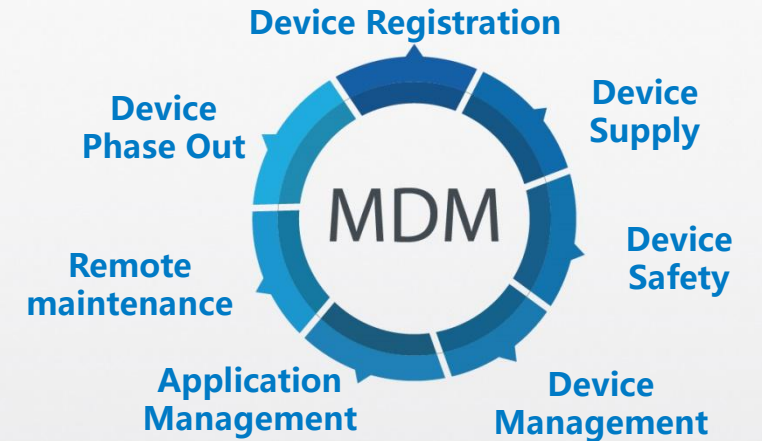 Device Registration
Device
Supply
Device
Safety
Device
Management
Application
Management
Remote
maintenance
Device
Phase Out
MDM